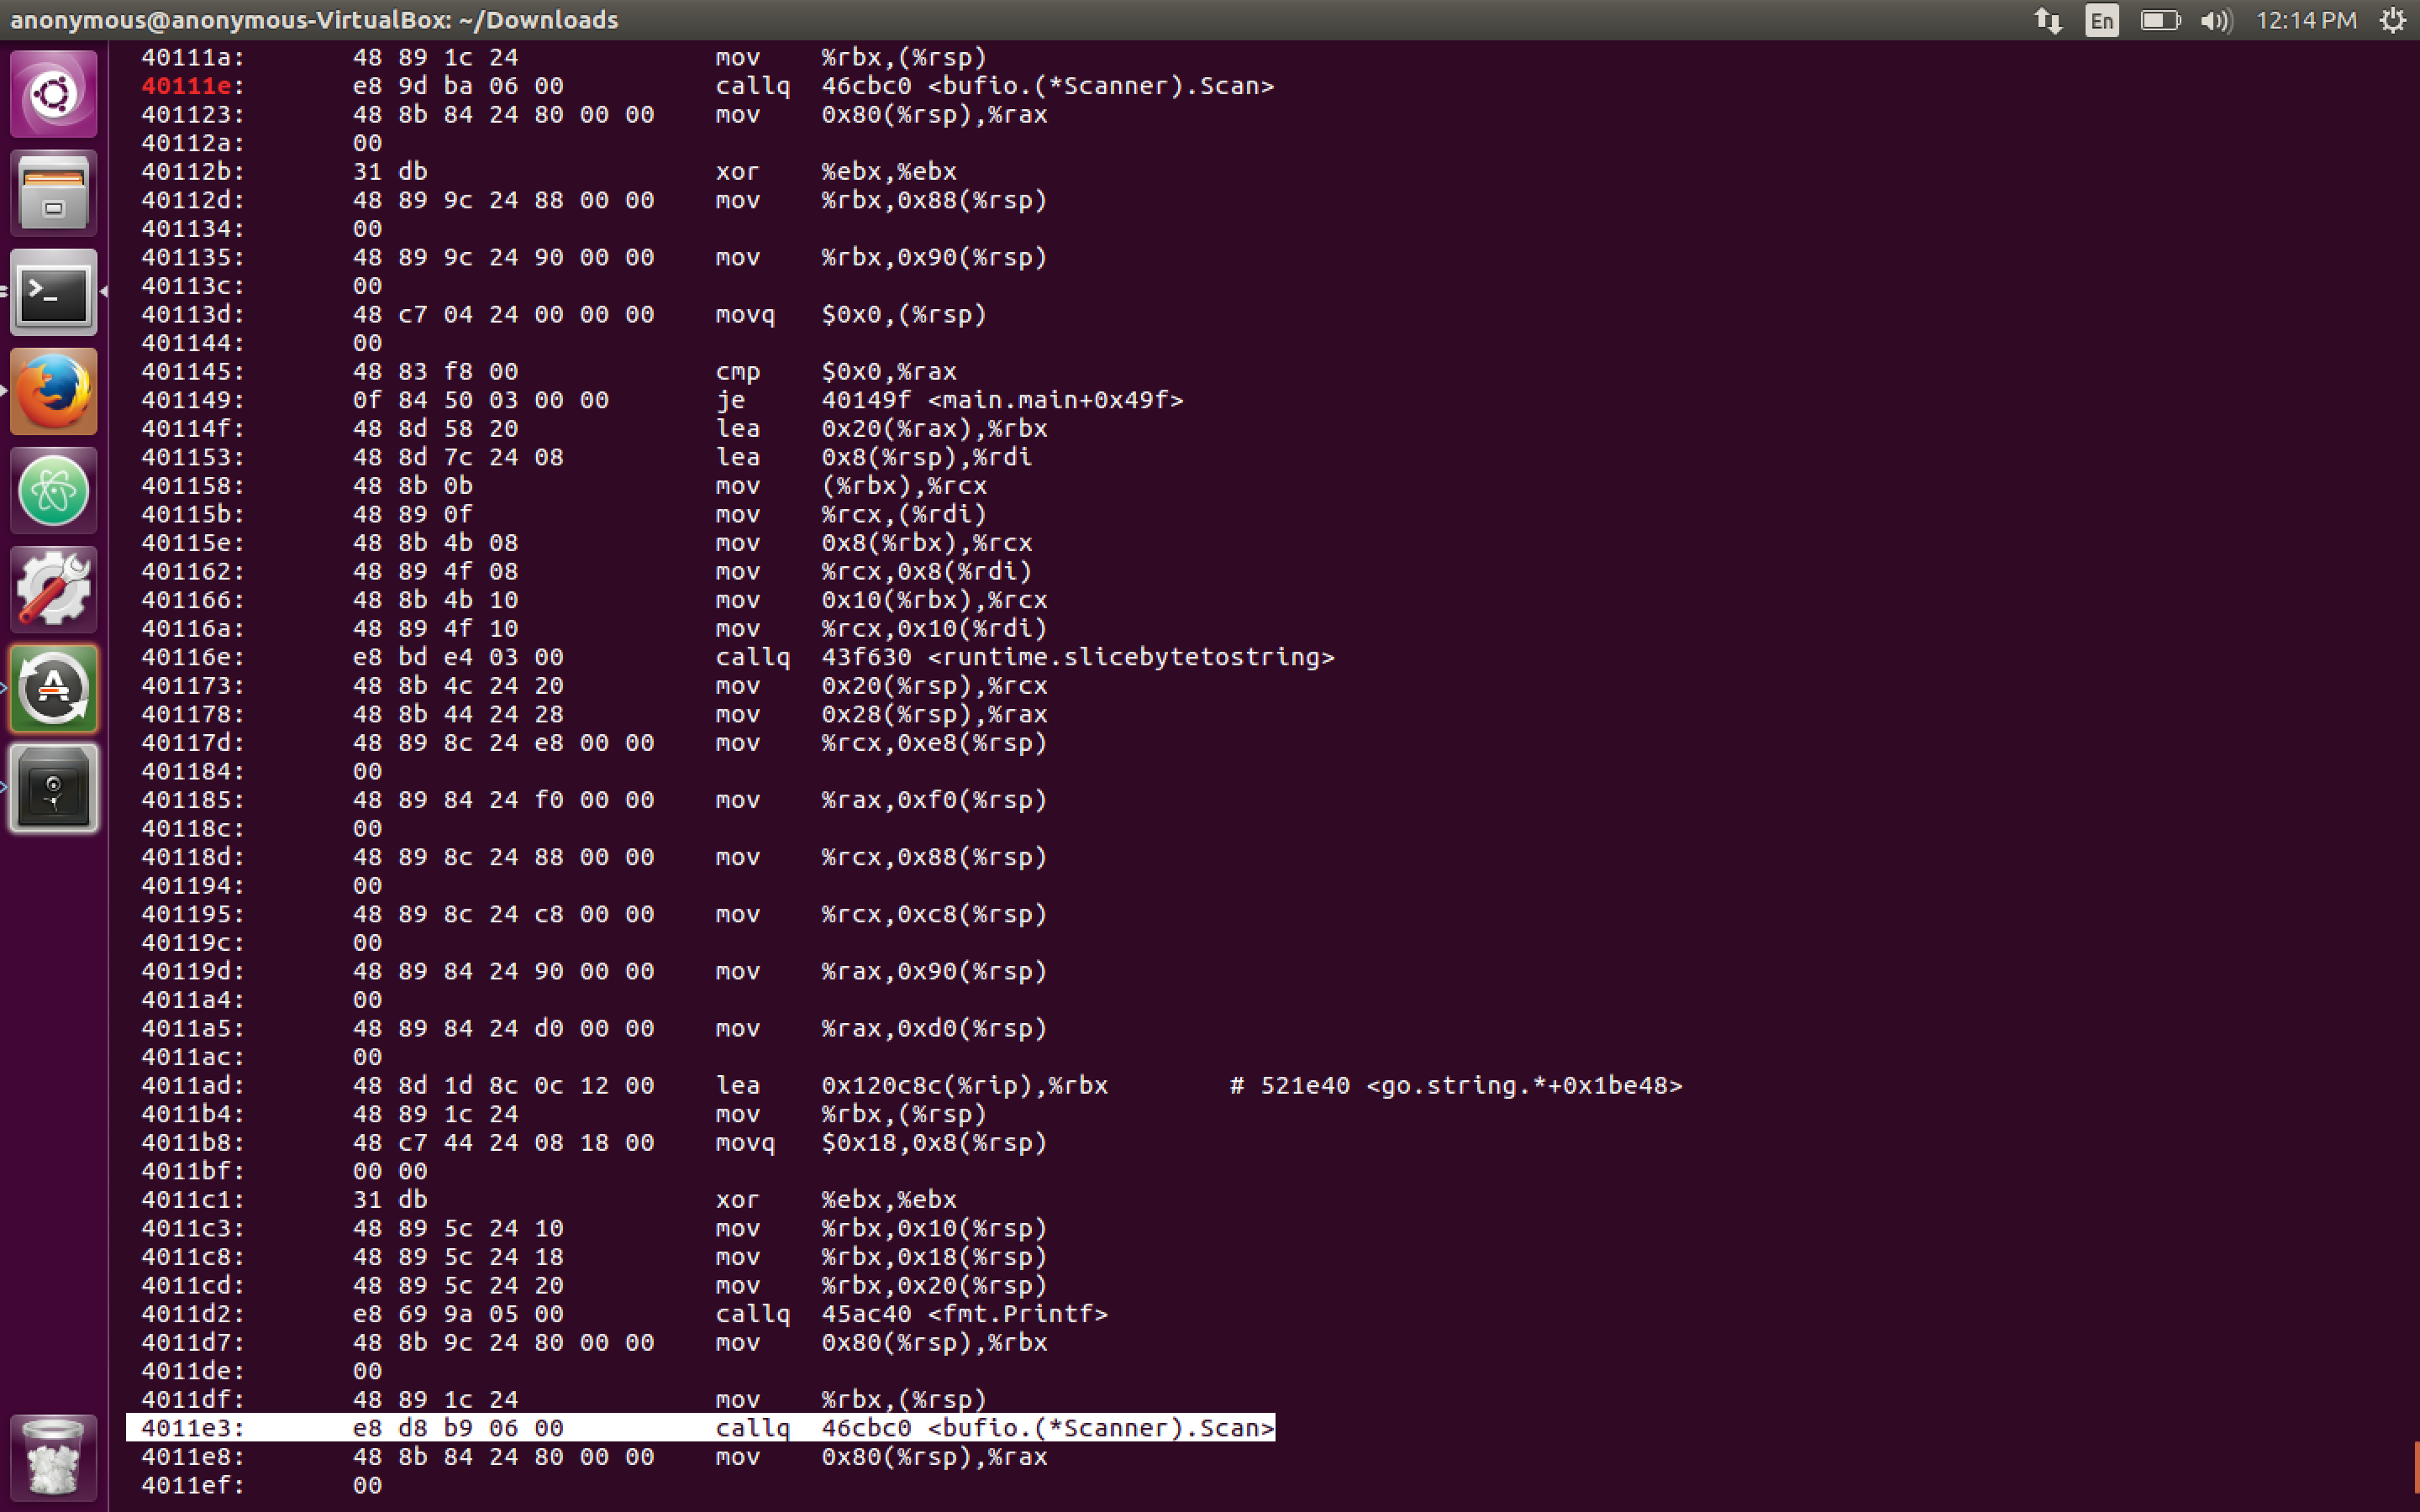 anonymous@anonymous-VirtualBox: ~/Downloads En 12:14 PM
40111a: 48 89 1c 24 mov %rbx,(%rsp)
40111e: e8 9d ba 06 00 callq 46cbc0 <bufio.(*Scanner).Scan>
401123: 48 8b 84 24 80 00 00 mov 0x80(%rsp),%rax
40112a: 00
40112b: 31 db xor %ebx,%ebx
40112d: 48 89 9c 24 88 00 00 mov %rbx,0x88(%rsp)
401134: 00
401135: 48 89 9c 24 90 00 00 mov %rbx,0x90(%rsp)
40113c: 00
40113d: 48 c7 04 24 00 00 00 movq $0x0,(%rsp)
401144: 00
401145: 48 83 f8 00 cmp $0x0,%rax
401149: 0f 84 50 03 00 00 je 40149f <main.main+0x49f>
40114f: 48 8d 58 20 lea 0x20(%rax),%rbx
401153: 48 8d 7c 24 08 lea 0x8(%rsp),%rdi
401158: 48 8b 0b mov (%rbx),%rcx
40115b: 48 89 0f mov %rcx,(%rdi)
40115e: 48 8b 4b 08 mov 0x8(%rbx),%rcx
401162: 48 89 4f 08 mov %rcx,0x8(%rdi)
401166: 48 8b 4b 10 mov 0x10(%rbx),%rcx
40116a: 48 89 4f 10 mov %rcx,0x10(%rdi)
40116e: e8 bd e4 03 00 callq 43f630 <runtime.slicebytetostring>
401173: 48 8b 4c 24 20 mov 0x20(%rsp),%rcx
401178: 48 8b 44 24 28 mov 0x28(%rsp),%rax
40117d: 48 89 8c 24 e8 00 00 mov %rcx,0xe8(%rsp)
401184: 00
401185: 48 89 84 24 f0 00 00 mov %rax,0xf0(%rsp)
40118c: 00
40118d: 48 89 8c 24 88 00 00 mov %rcx,0x88(%rsp)
401194: 00
401195: 48 89 8c 24 c8 00 00 mov %rcx,0xc8(%rsp)
40119c: 00
40119d: 48 89 84 24 90 00 00 mov %rax,0x90(%rsp)
4011a4: 00
4011a5: 48 89 84 24 d0 00 00 mov %rax,0xd0(%rsp)
4011ac: 00
4011ad: 48 8d 1d 8c 0c 12 00 lea 0x120c8c(%rip),%rbx # 521e40 <go.string.*+0x1be48>
4011b4: 48 89 1c 24 mov %rbx,(%rsp)
4011b8: 48 c7 44 24 08 18 00 movq $0x18,0x8(%rsp)
4011bf: 00 00
4011c1: 31 db xor %ebx,%ebx
4011c3: 48 89 5c 24 10 mov %rbx,0x10(%rsp)
4011c8: 48 89 5c 24 18 mov %rbx,0x18(%rsp)
4011cd: 48 89 5c 24 20 mov %rbx,0x20(%rsp)
4011d2: e8 69 9a 05 00 callq 45ac40 <fmt.Printf>
4011d7: 48 8b 9c 24 80 00 00 mov 0x80(%rsp),%rbx
4011de: 00
4011df: 48 89 1c 24 mov %rbx,(%rsp)
4011e3: e8 d8 b9 06 00 callq 46cbc0 <bufio.(*Scanner).Scan>
4011e8: 48 8b 84 24 80 00 00 mov 0x80(%rsp),%rax
4011ef: 00